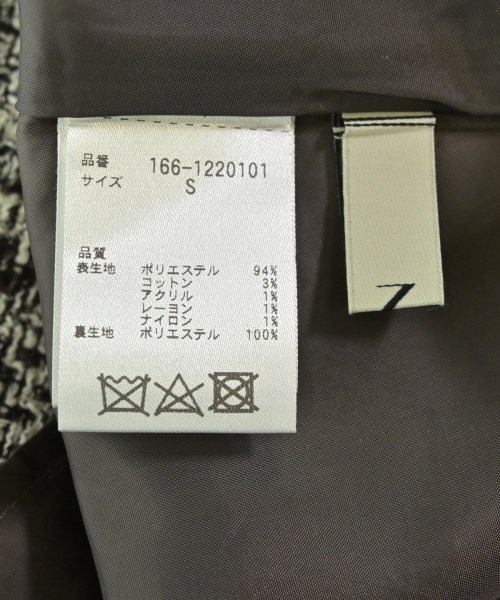 品番 166-1220101
サイズ S
品質
表生地 ポリエステル 94%
コットン 3%
アクリル 1%
レーヨン 1%
ナイロン 1%
裏生地 ポリエステル 100%